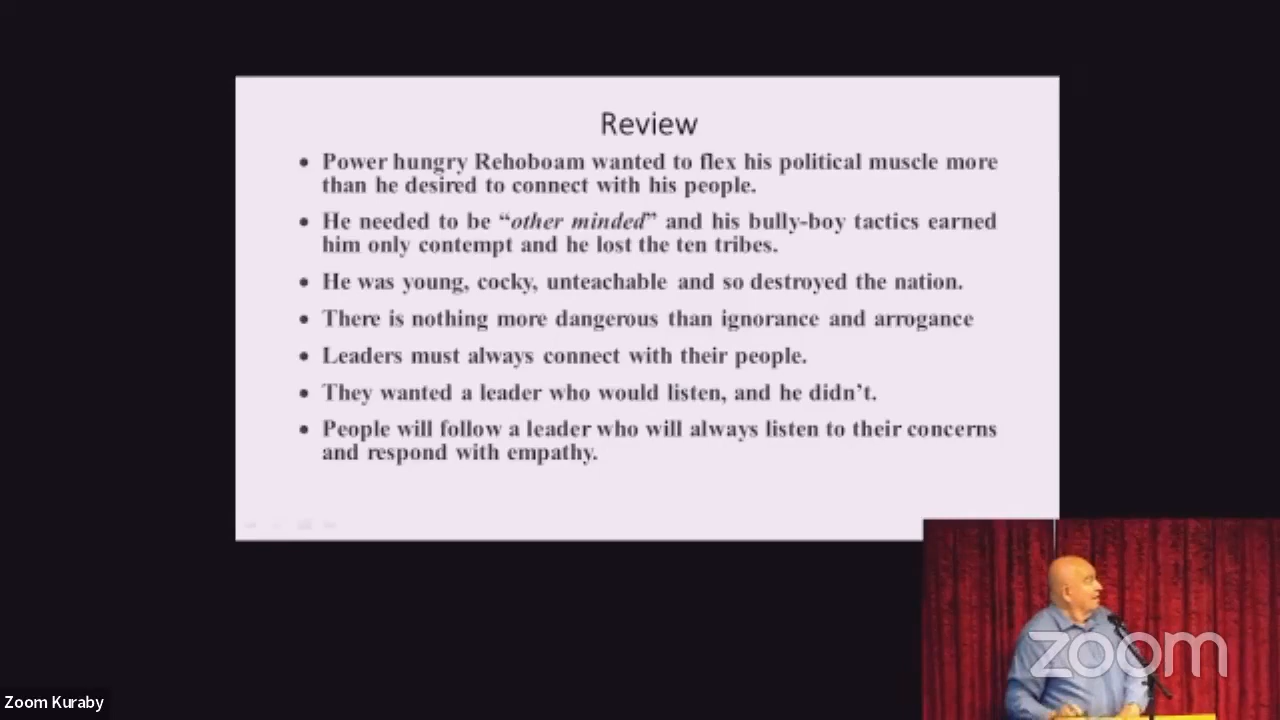 Review
• Power hungry Rehoboam wanted to flex his political muscle more
than he desired to connect with his people.
• He needed to be “other minded” and his bully-boy tactics earned
him only contempt and he lost the ten tribes.
• He was young, cocky, unteachable and so destroyed the nation.
• There is nothing more dangerous than ignorance and arrogance
• Leaders must always connect with their people.
• They wanted a leader who would listen, and he didn’t.
• People will follow a leader who will always listen to their concerns
and respond with empathy.
zoom
Zoom Kuraby